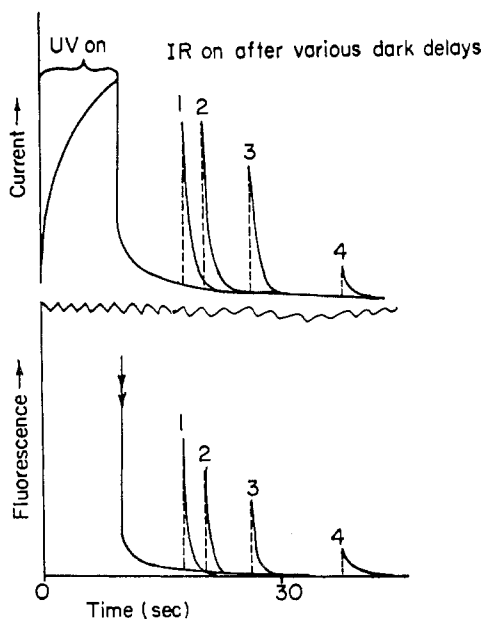 UV on
IR on after various dark delays
Current →
1 2 3 4
Fluorescence →
1 2 3 4
0 30
Time (sec)